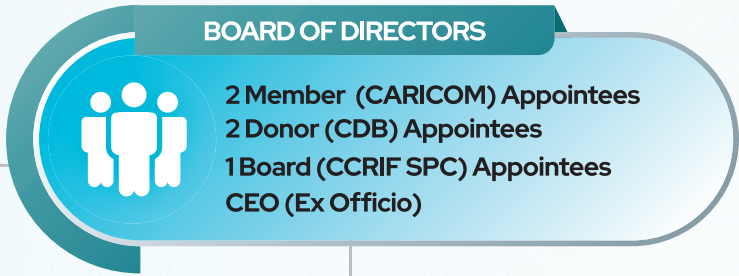 BOARD OF DIRECTORS
2 Member (CARICOM) Appointees
2 Donor (CDB) Appointees
1 Board (CCRIF SPC) Appointees
CEO (Ex Officio)